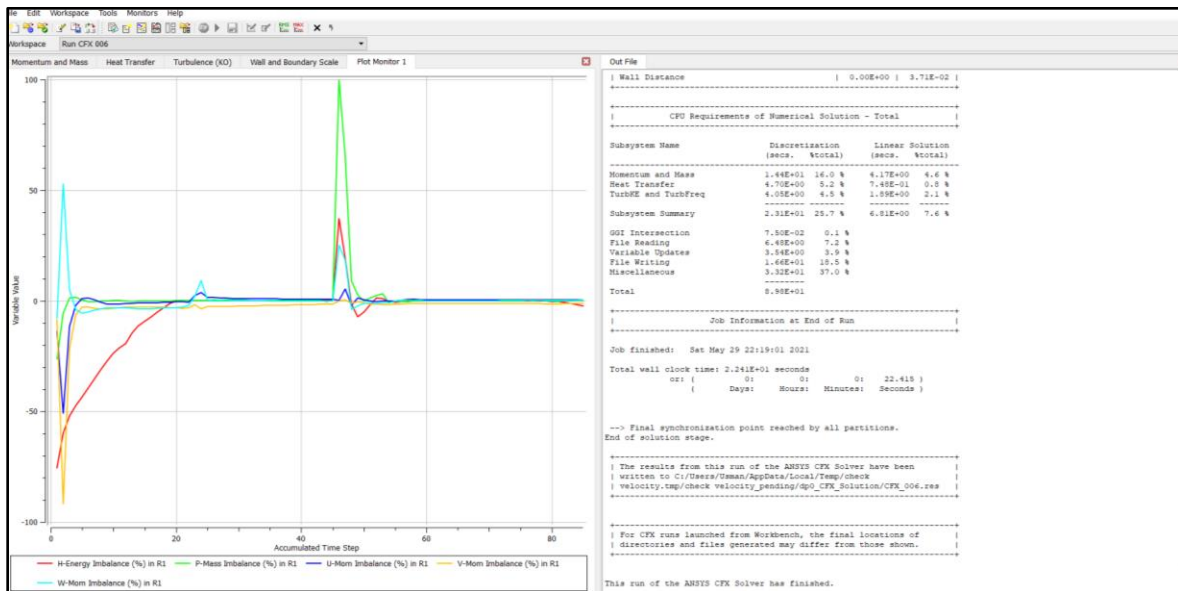 Edit Workspace Tools Monitors Help
Workspace Run CFX 006
Momentum and Mass Heat Transfer Turbulence (KO) Wall and Boundary Scale Plot Monitor 1
100
50
0
-50
-100
Variable Value
0 20 40 60 80
Accumulated Time Step
H-Energy Imbalance (%) in R1 P-Mass Imbalance (%) in R1 U-Mom Imbalance (%) in R1 V-Mom Imbalance (%) in R1
W-Mom Imbalance (%) in R1
Out File
| Wall Distance | 0.00E+00 | 3.71E-02 |
CPU Requirements of Numerical Solution - Total
Subsystem Name Discretization Linear Solution
(secs. %total) (secs. %total)
Momentum and Mass 1.44E+01 16.0 % 4.17E+00 4.6 %
Heat Transfer 4.70E+00 5.2 % 7.48E-01 0.8 %
TurbKE and TurbFreq 4.05E+00 4.5 % 1.89E+00 2.1 %
Subsystem Summary 2.31E+01 25.7 % 6.81E+00 7.6 %
GGI Intersection 7.50E-02 0.1 %
File Reading 6.48E+00 7.2 %
Variable Updates 3.54E+00 3.9 %
File Writing 1.66E+01 18.5 %
Miscellaneous 3.32E+01 37.0 %
Total 8.98E+01
Job Information at End of Run
Job finished: Sat May 29 22:19:01 2021
Total wall clock time: 2.241E+01 seconds
or: ( 0: 0: 0: 22.415 )
( Days: Hours: Minutes: Seconds )
--> Final synchronization point reached by all partitions.
End of solution stage.
| The results from this run of the ANSYS CFX Solver have been |
| written to C:/Users/Usman/AppData/Local/Temp/check |
| velocity.tmp/check velocity_pending/dp0_CFX_Solution/CFX_006.res |
| For CFX runs launched from Workbench, the final locations of |
| directories and files generated may differ from those shown. |
This run of the ANSYS CFX Solver has finished.